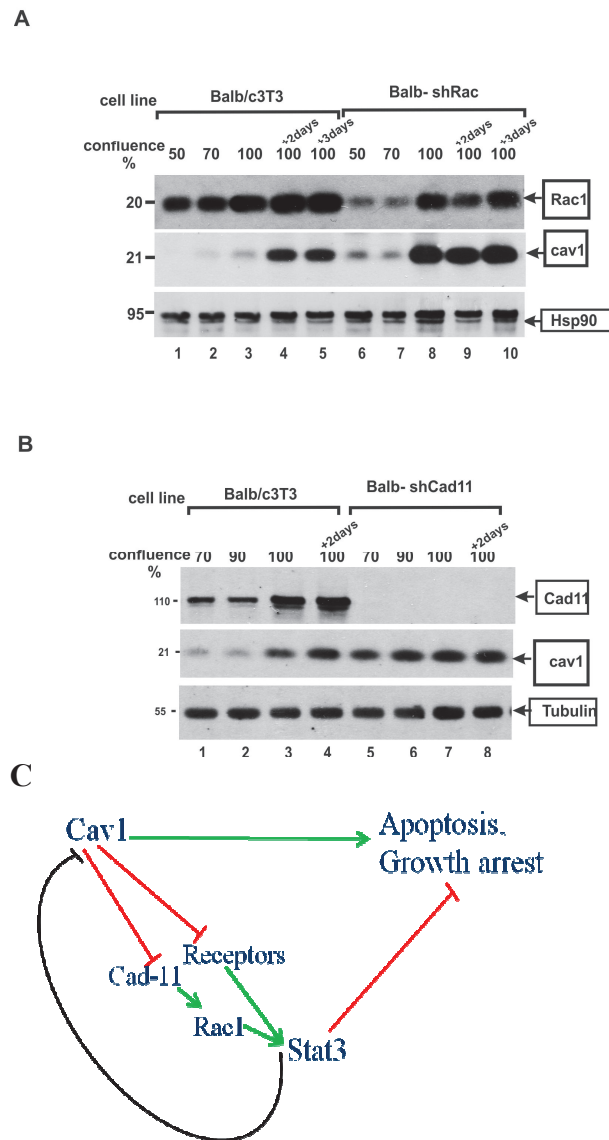 A
cell line
Balb/c3T3
Balb- shRac
+2days +3days +2days +3days
confluence 50 70 100 100 100 50 70 100 100 100
%
20 Rac1
21 cav1
95 Hsp90
1 2 3 4 5 6 7 8 9 10
B
cell line
Balb/c3T3
Balb- shCad11
+2days +2days
confluence 70 90 100 100 70 90 100 100
%
110 Cad11
21 cav1
55 Tubulin
1 2 3 4 5 6 7 8
C
Cav1
Apoptosis,
Growth arrest
Receptors
Cad-11
Rac1
Stat3